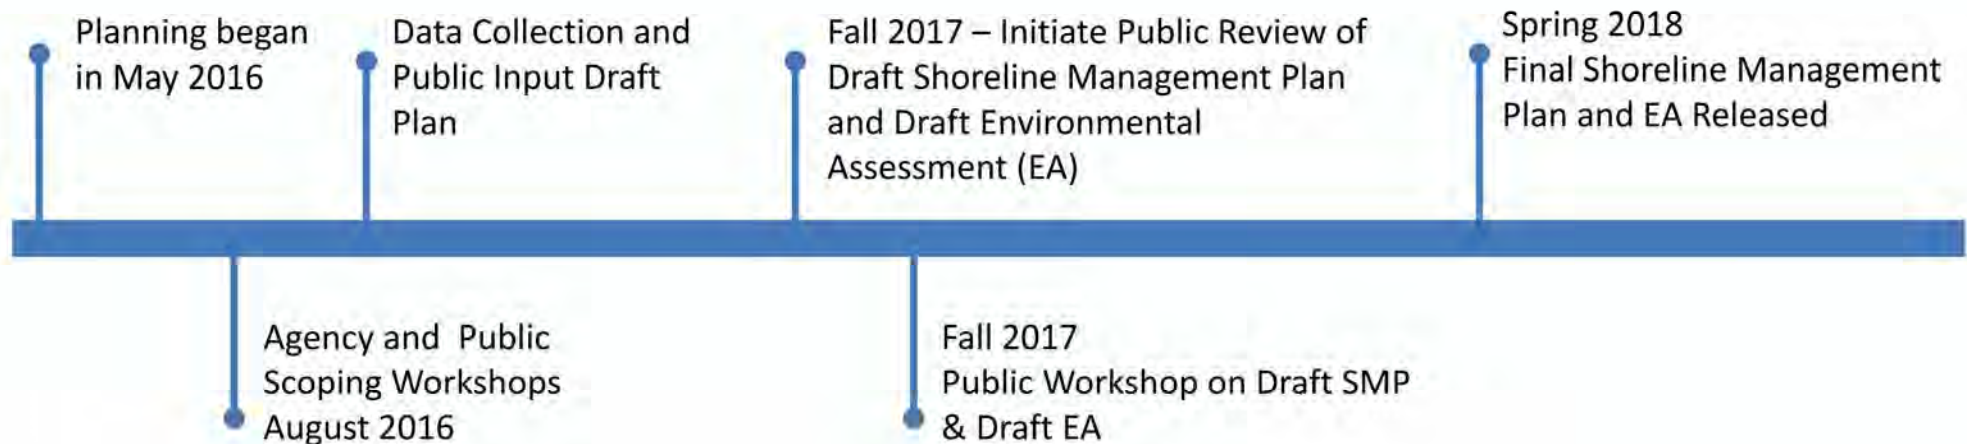 Planning began
in May 2016
Data Collection and
Public Input Draft
Plan
Fall 2017 – Initiate Public Review of
Draft Shoreline Management Plan
and Draft Environmental
Assessment (EA)
Spring 2018
Final Shoreline Management
Plan and EA Released
Agency and  Public
Scoping Workshops
August 2016
Fall 2017
Public Workshop on Draft SMP
& Draft EA